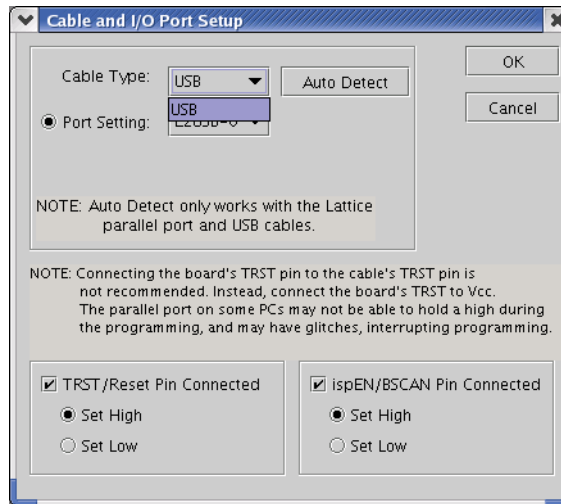 Cable and I/O Port Setup
Cable Type:
USB
Auto Detect
OK
USB
Cancel
Port Setting:
NOTE: Auto Detect only works with the Lattice
parallel port and USB cables.
NOTE: Connecting the board's TRST pin to the cable's TRST pin is
not recommended. Instead, connect the board's TRST to Vcc.
The parallel port on some PCs may not be able to hold a high during
the programming, and may have glitches, interrupting programming.
TRST/Reset Pin Connected
Set High
Set Low
ispEN/BSCAN Pin Connected
Set High
Set Low